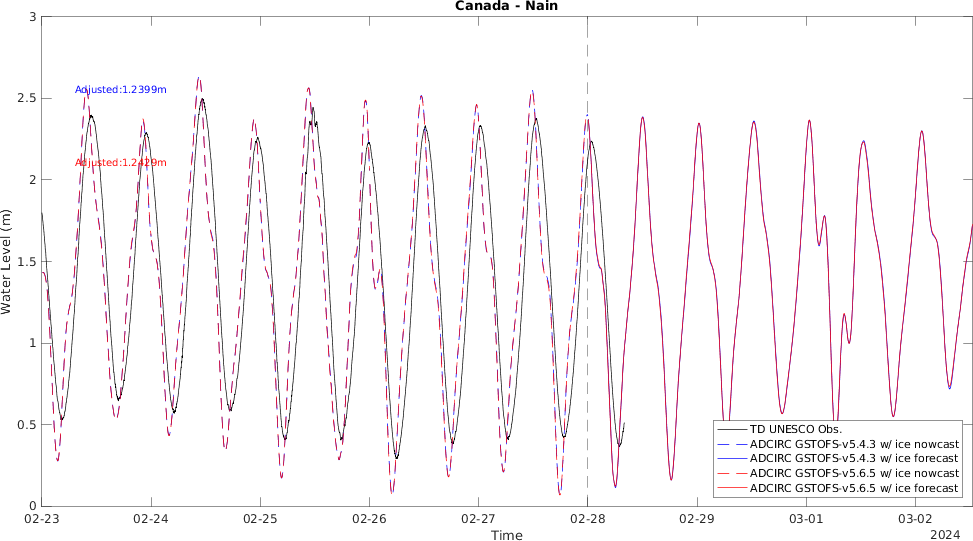 Canada - Nain
3
2.5
2
1.5
1
0.5
0
Water Level (m)
Adjusted:1.2399m
Adjusted:1.2429m
TD UNESCO Obs.
ADCIRC GSTOFS-v5.4.3 w/ ice nowcast
ADCIRC GSTOFS-v5.4.3 w/ ice forecast
ADCIRC GSTOFS-v5.6.5 w/ ice nowcast
ADCIRC GSTOFS-v5.6.5 w/ ice forecast
02-23 02-24 02-25 02-26 02-27 02-28 02-29 03-01 03-02
Time
2024